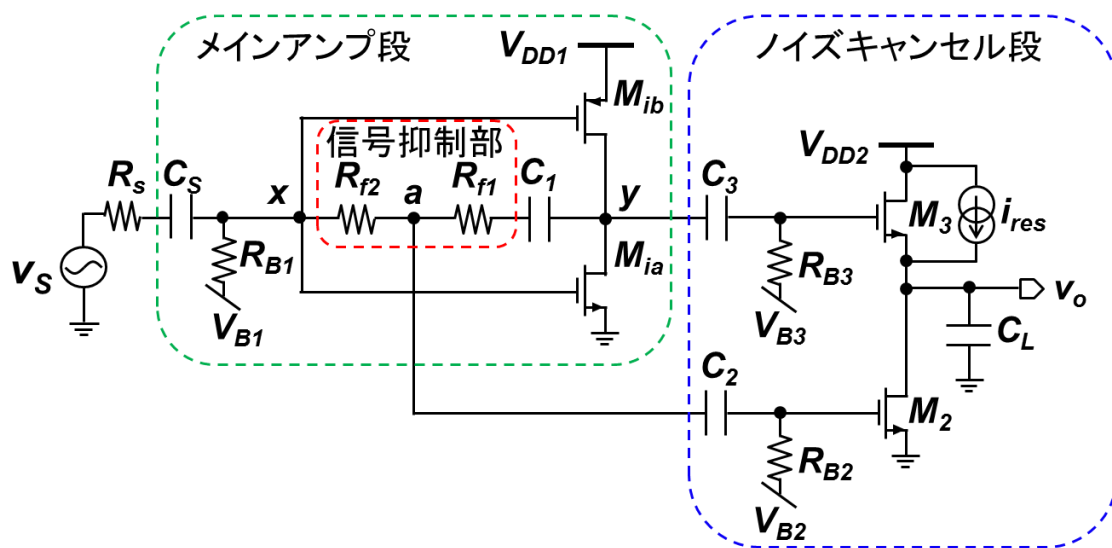 メインアンプ段
ノイズキャンセル段
V_DD1
M_ib
信号抑制部
R_s
C_S
x
R_f2
a
R_f1
C_1
y
C_3
V_DD2
M_3
i_res
v_S
R_B1
V_B1
M_ia
R_B3
V_B3
v_o
C_L
C_2
M_2
R_B2
V_B2